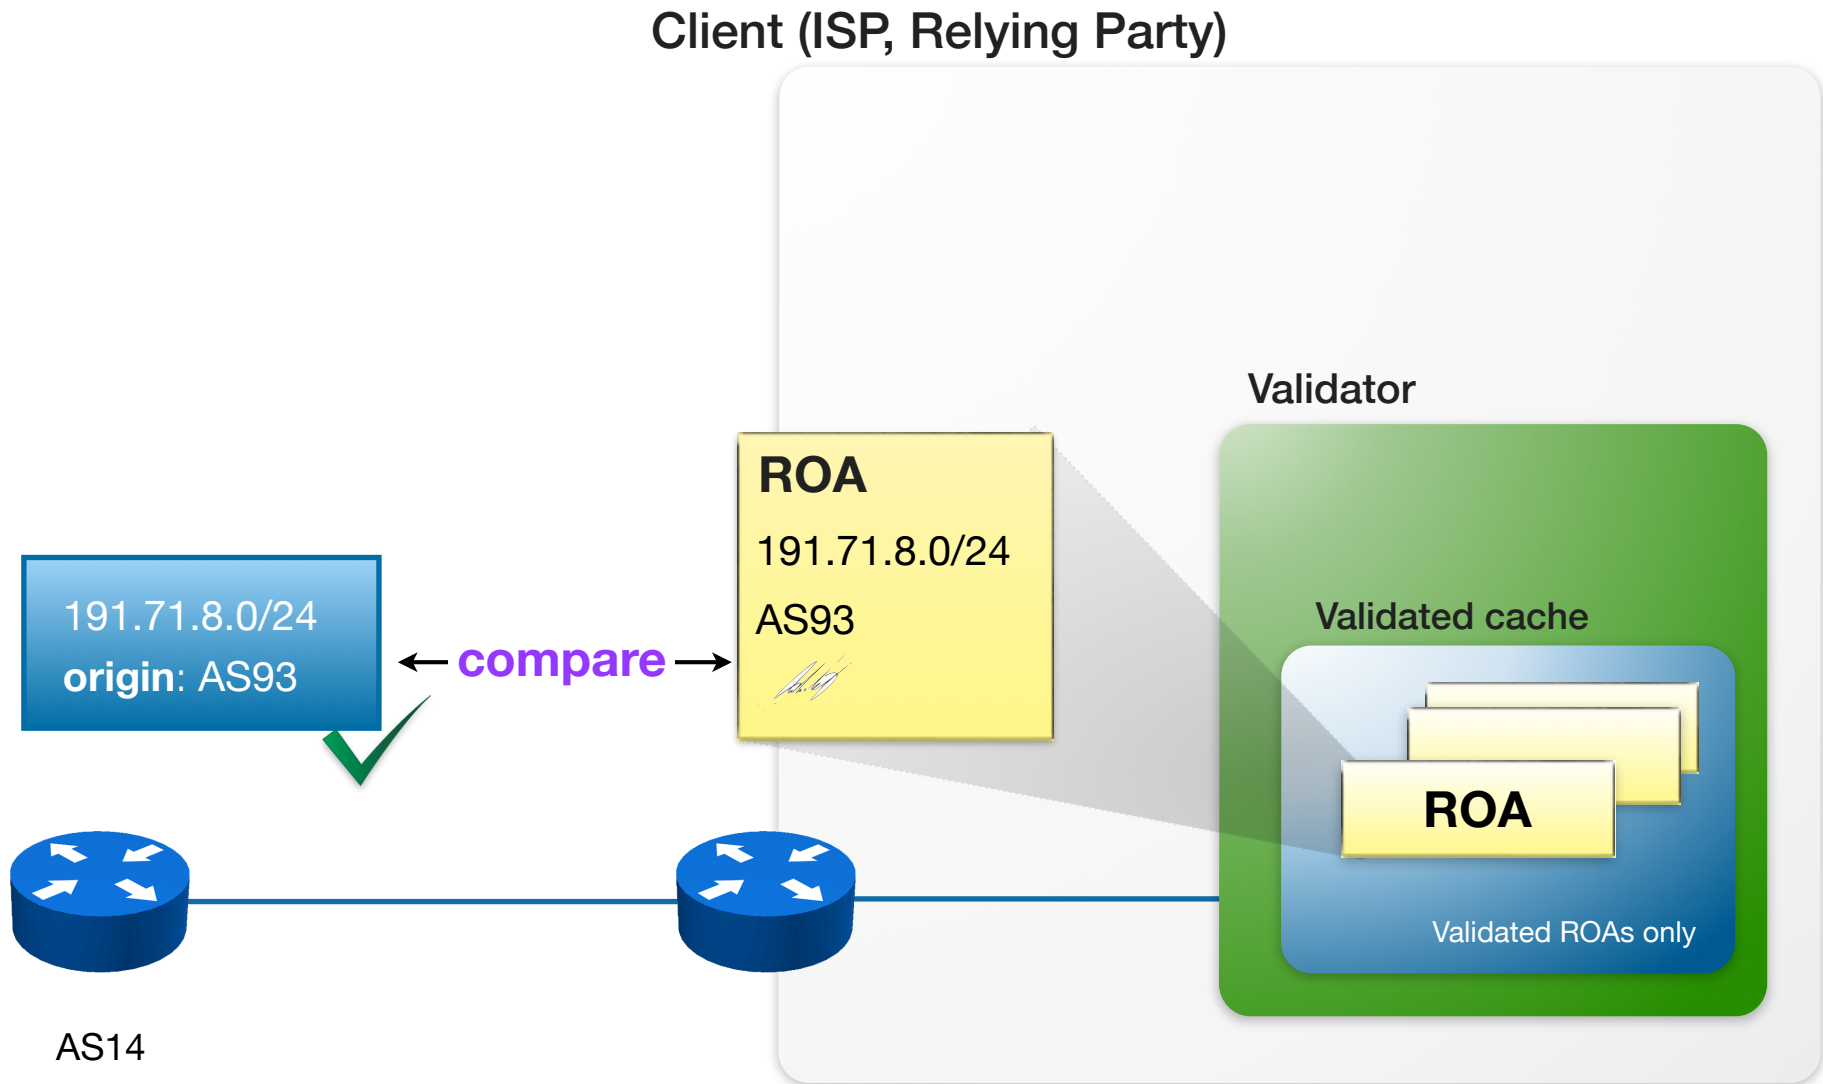 Client (ISP, Relying Party)
Validator
ROA
191.71.8.0/24
AS93
191.71.8.0/24
origin: AS93
compare
Validated cache
ROA
Validated ROAs only
AS14